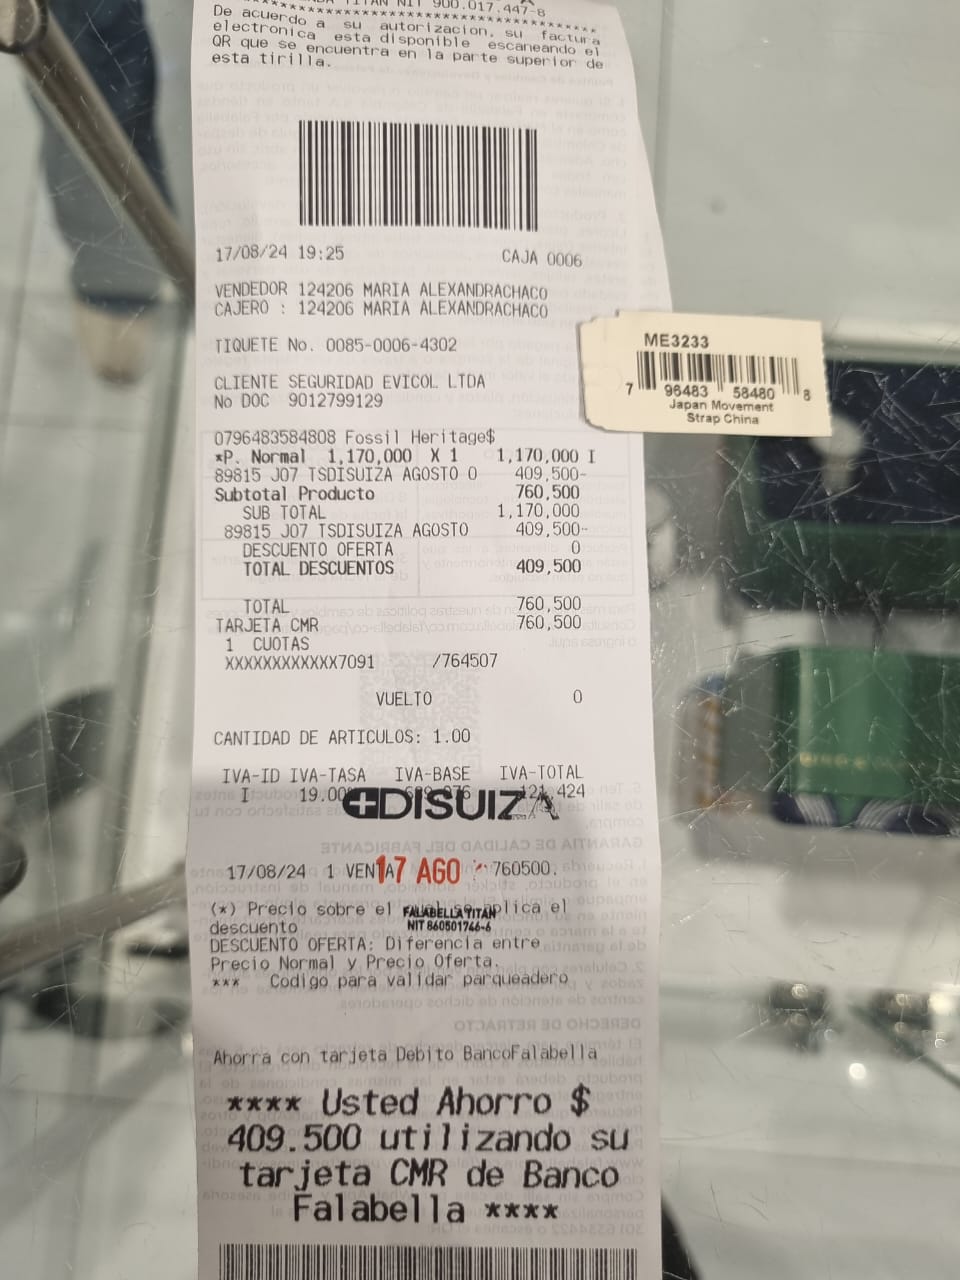 TITAN NIT 900.017.447-8
De acuerdo a su autorizacion, su factura
electronica esta disponible escaneando el
QR que se encuentra en la parte superior de
esta tirilla.
17/08/24 19:25 CAJA 0006
VENDEDOR 124206 MARIA ALEXANDRACHACO
CAJERO : 124206 MARIA ALEXANDRACHACO
TIQUETE No. 0085-0006-4302
CLIENTE SEGURIDAD EVICOL LTDA
No DOC 9012799129
0796483584808 Fossil Heritage$
*P. Normal 1,170,000 X 1 1,170,000 I
89815 J07 TSDISUIZA AGOSTO O 409,500-
Subtotal Producto 760,500
SUB TOTAL 1,170,000
89815 J07 TSDISUIZA AGOSTO 409,500-
DESCUENTO OFERTA 0
TOTAL DESCUENTOS 409,500
TOTAL 760,500
TARJETA CMR 760,500
1 CUOTAS
XXXXXXXXXXXX7091 /764507
VUELTO 0
CANTIDAD DE ARTICULOS: 1.00
IVA-ID IVA-TASA IVA-BASE IVA-TOTAL
I 19.00 121,424
DISUIZA
17/08/24 1 VENTA 760500.
17 AGO
(*) Precio sobre el aplica el
descuento
FALABELLA TITAN
NIT 860501746-6
DESCUENTO OFERTA: Diferencia entre
Precio Normal y Precio Oferta.
*** Codigo para validar parqueadero
Ahorra con tarjeta Debito BancoFalabella
**** Usted Ahorro $
409.500 utilizando su
tarjeta CMR de Banco
Falabella ****
ME3233
7 96483 58480 8
Japan Movement
Strap China